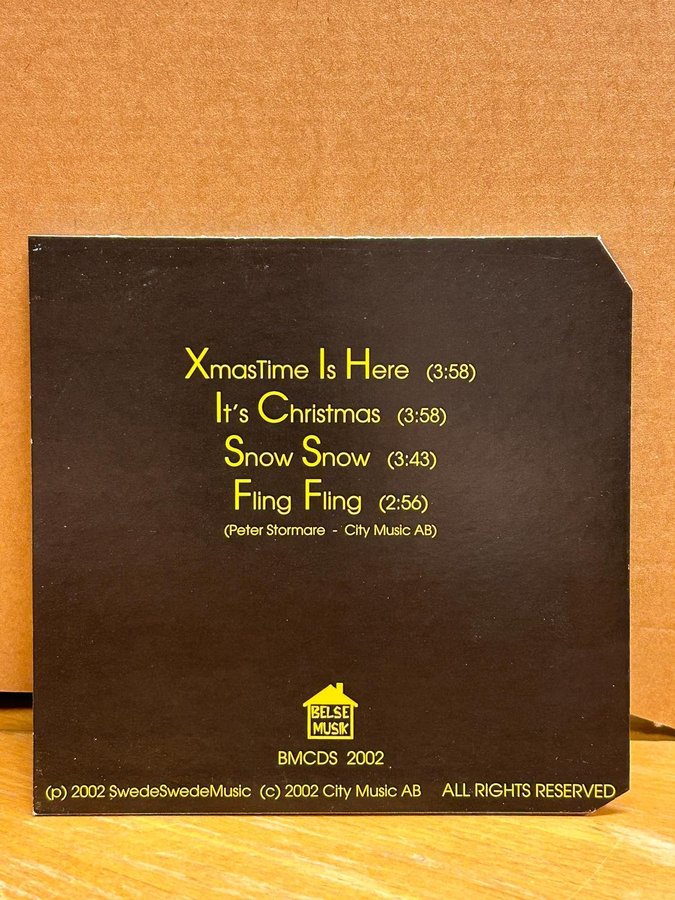 XmasTime Is Here (3:58)
It's Christmas (3:58)
Snow Snow (3:43)
Fling Fling (2:56)
(Peter Stormare - City Music AB)
BELSE
MUSIK
BMCDS 2002
(p) 2002 SwedeSwedeMusic (c) 2002 City Music AB ALL RIGHTS RESERVED